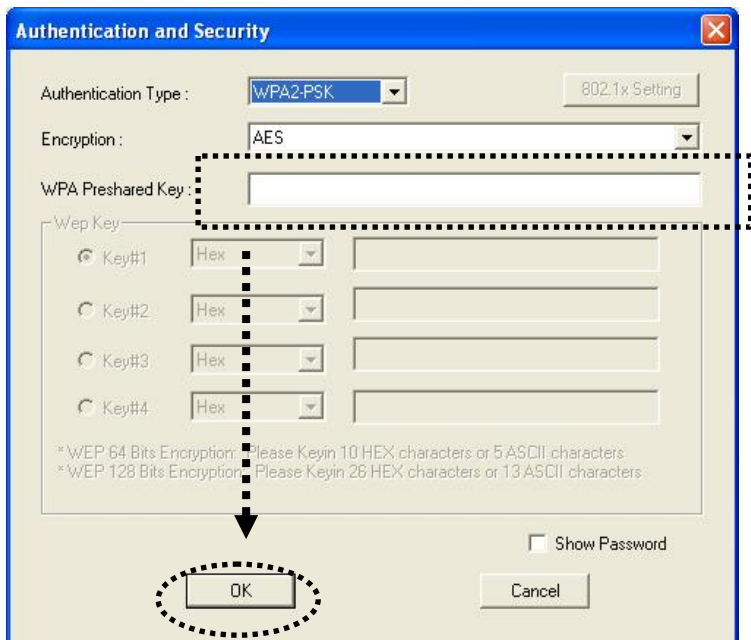 Authentication and Security
Authentication Type : WPA2-PSK 802.1x Setting
Encryption : AES
WPA Preshared Key :
Wep Key
Key#1 Hex
Key#2 Hex
Key#3 Hex
Key#4 Hex
* WEP 64 Bits Encryption: Please Keyin 10 HEX characters or 5 ASCII characters
* WEP 128 Bits Encryption: Please Keyin 26 HEX characters or 13 ASCII characters
Show Password
OK Cancel